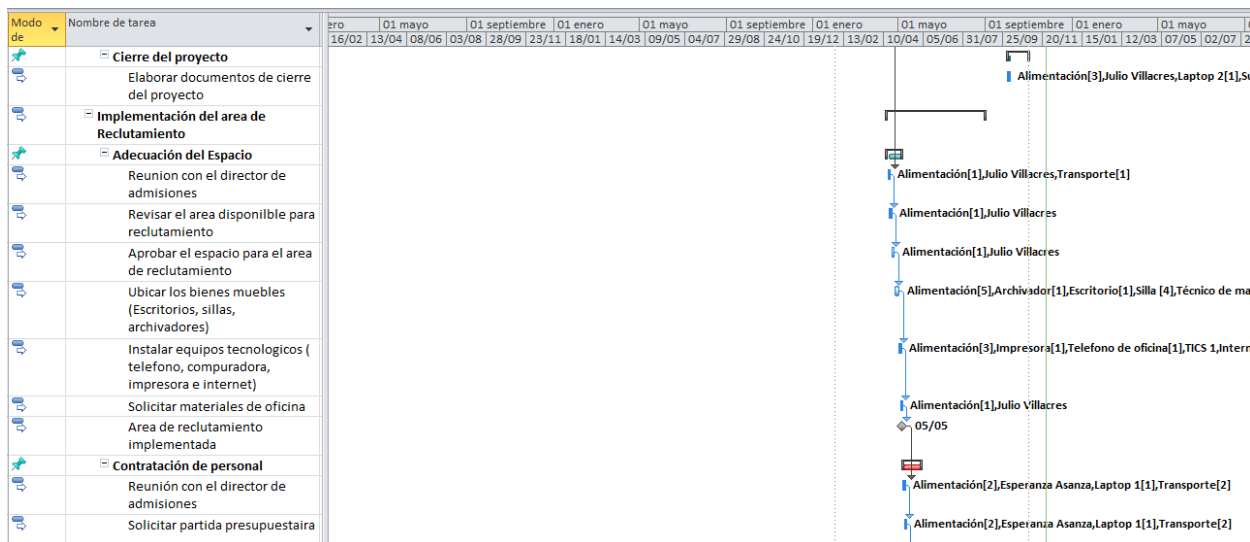 Modo de
Nombre de tarea
ero 01 mayo 01 septiembre 01 enero 01 mayo 01 septiembre 01 enero 01 mayo 01 septiembre 01 enero 01 mayo
16/02 13/04 08/06 03/08 28/09 23/11 18/01 14/03 09/05 04/07 29/08 24/10 19/12 13/02 10/04 05/06 31/07 25/09 20/11 15/01 12/03 07/05 02/07 2
Cierre del proyecto
Elaborar documentos de cierre
del proyecto
Alimentación[3],Julio Villacres,Laptop 2[1],Su
Implementación del area de
Reclutamiento
Adecuación del Espacio
Reunion con el director de
admisiones
Alimentación[1],Julio Villacres,Transporte[1]
Revisar el area disponilble para
reclutamiento
Alimentación[1],Julio Villacres
Aprobar el espacio para el area
de reclutamiento
Alimentación[1],Julio Villacres
Ubicar los bienes muebles
(Escritorios, sillas,
archivadores)
Alimentación[5],Archivador[1],Escritorio[1],Silla [4],Técnico de ma
Instalar equipos tecnologicos (
telefono, compuradora,
impresora e internet)
Alimentación[3],Impresora[1],Telefono de oficina[1],TICS 1,Intern
Solicitar materiales de oficina
Alimentación[1],Julio Villacres
Area de reclutamiento
implementada
05/05
Contratación de personal
Reunión con el director de
admisiones
Alimentación[2],Esperanza Asanza,Laptop 1[1],Transporte[2]
Solicitar partida presupuestaira
Alimentación[2],Esperanza Asanza,Laptop 1[1],Transporte[2]